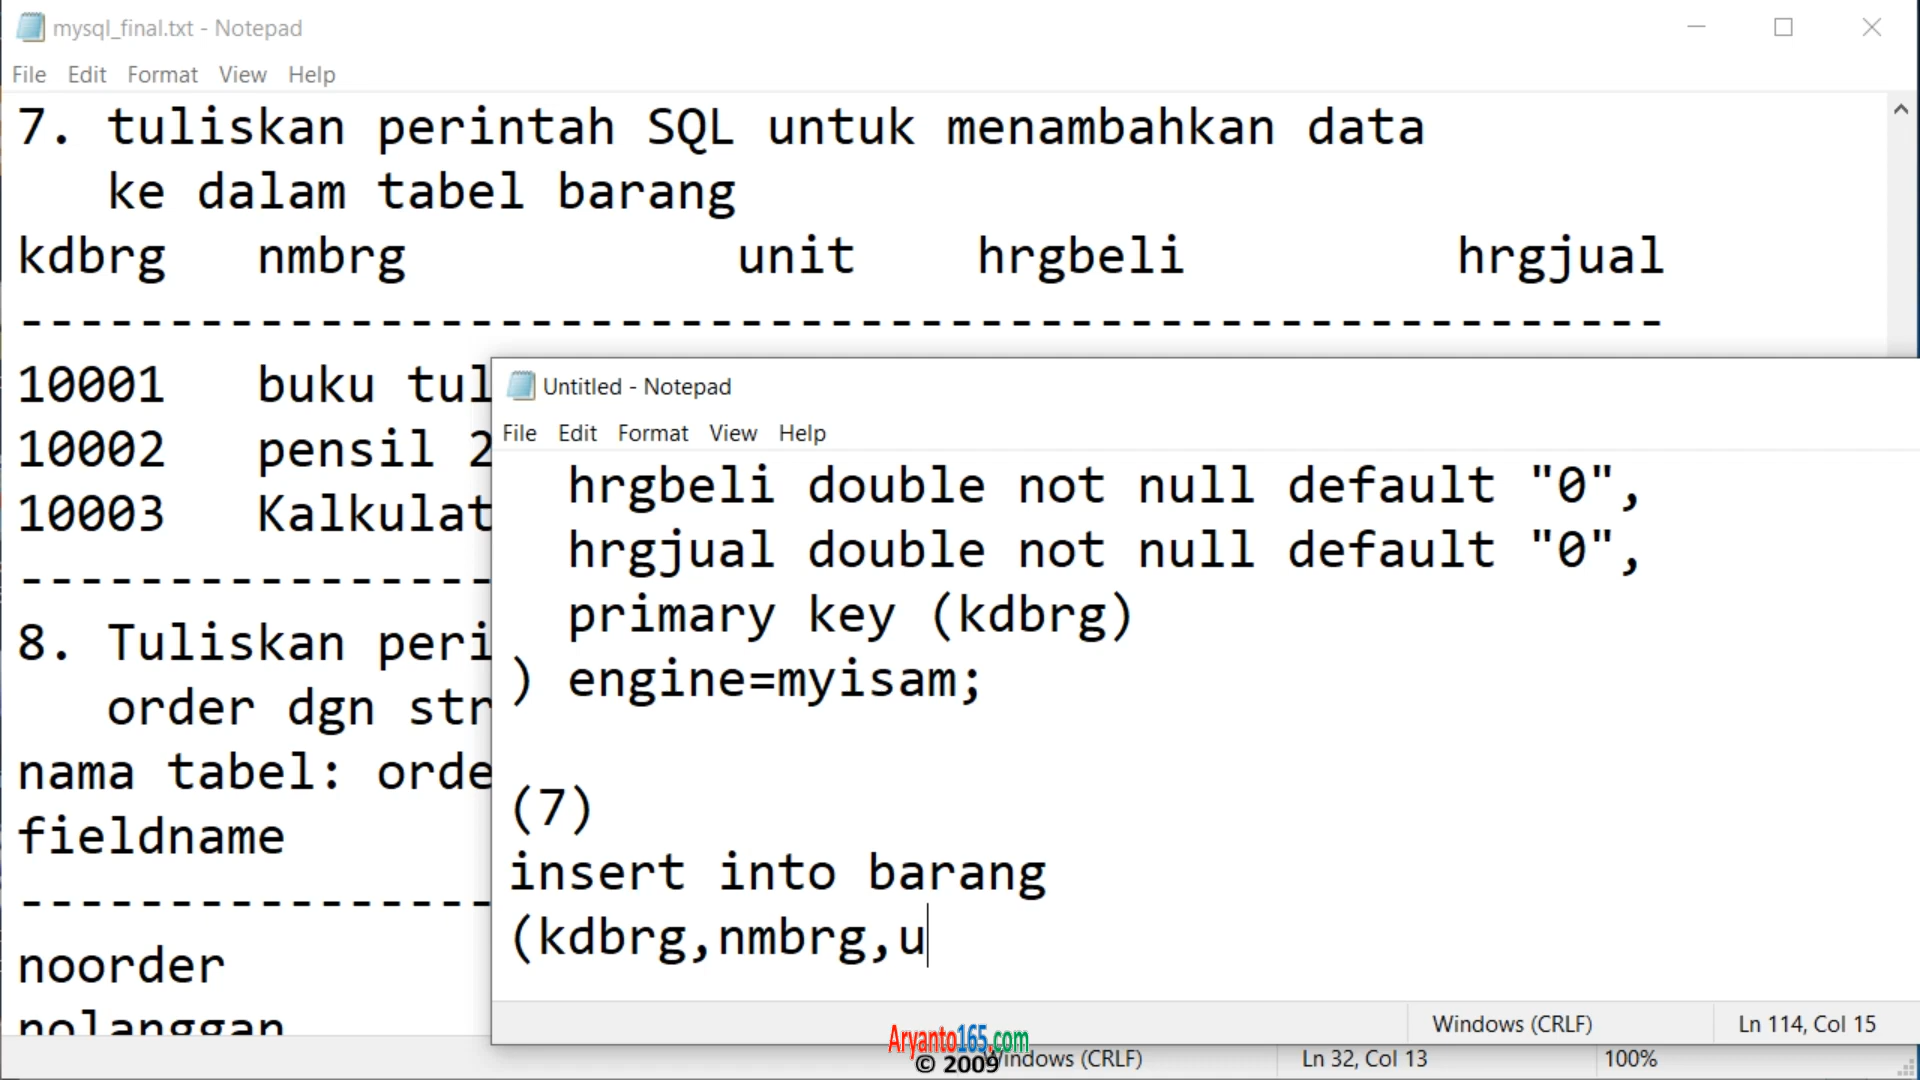 mysql_final.txt - Notepad
File Edit Format View Help
7. tuliskan perintah SQL untuk menambahkan data
ke dalam tabel barang
kdbrg nmbrg unit hrgbeli hrgjual
-------------------------------------------------------
10001 buku tul
10002 pensil 2
10003 Kalkulat
----------------
8. Tuliskan peri
order dgn str
nama tabel: orde
fieldname
----------------
noorder
nolanggan
Untitled - Notepad
File Edit Format View Help
hrgbeli double not null default "0",
hrgjual double not null default "0",
primary key (kdbrg)
) engine=myisam;
(7)
insert into barang
(kdbrg,nmbrg,u
Windows (CRLF) Ln 114, Col 15
Aryanto165.com
© 2009
Windows (CRLF) Ln 32, Col 13 100%